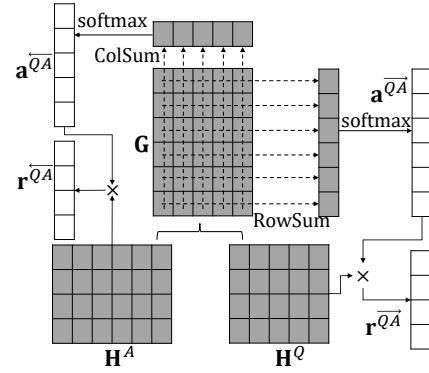 softmax
ColSum
a^{\overleftarrow{QA}}
a^{\overrightarrow{QA}}
G
softmax
r^{\overleftarrow{QA}}
×
RowSum
×
r^{\overrightarrow{QA}}
H^A
H^Q